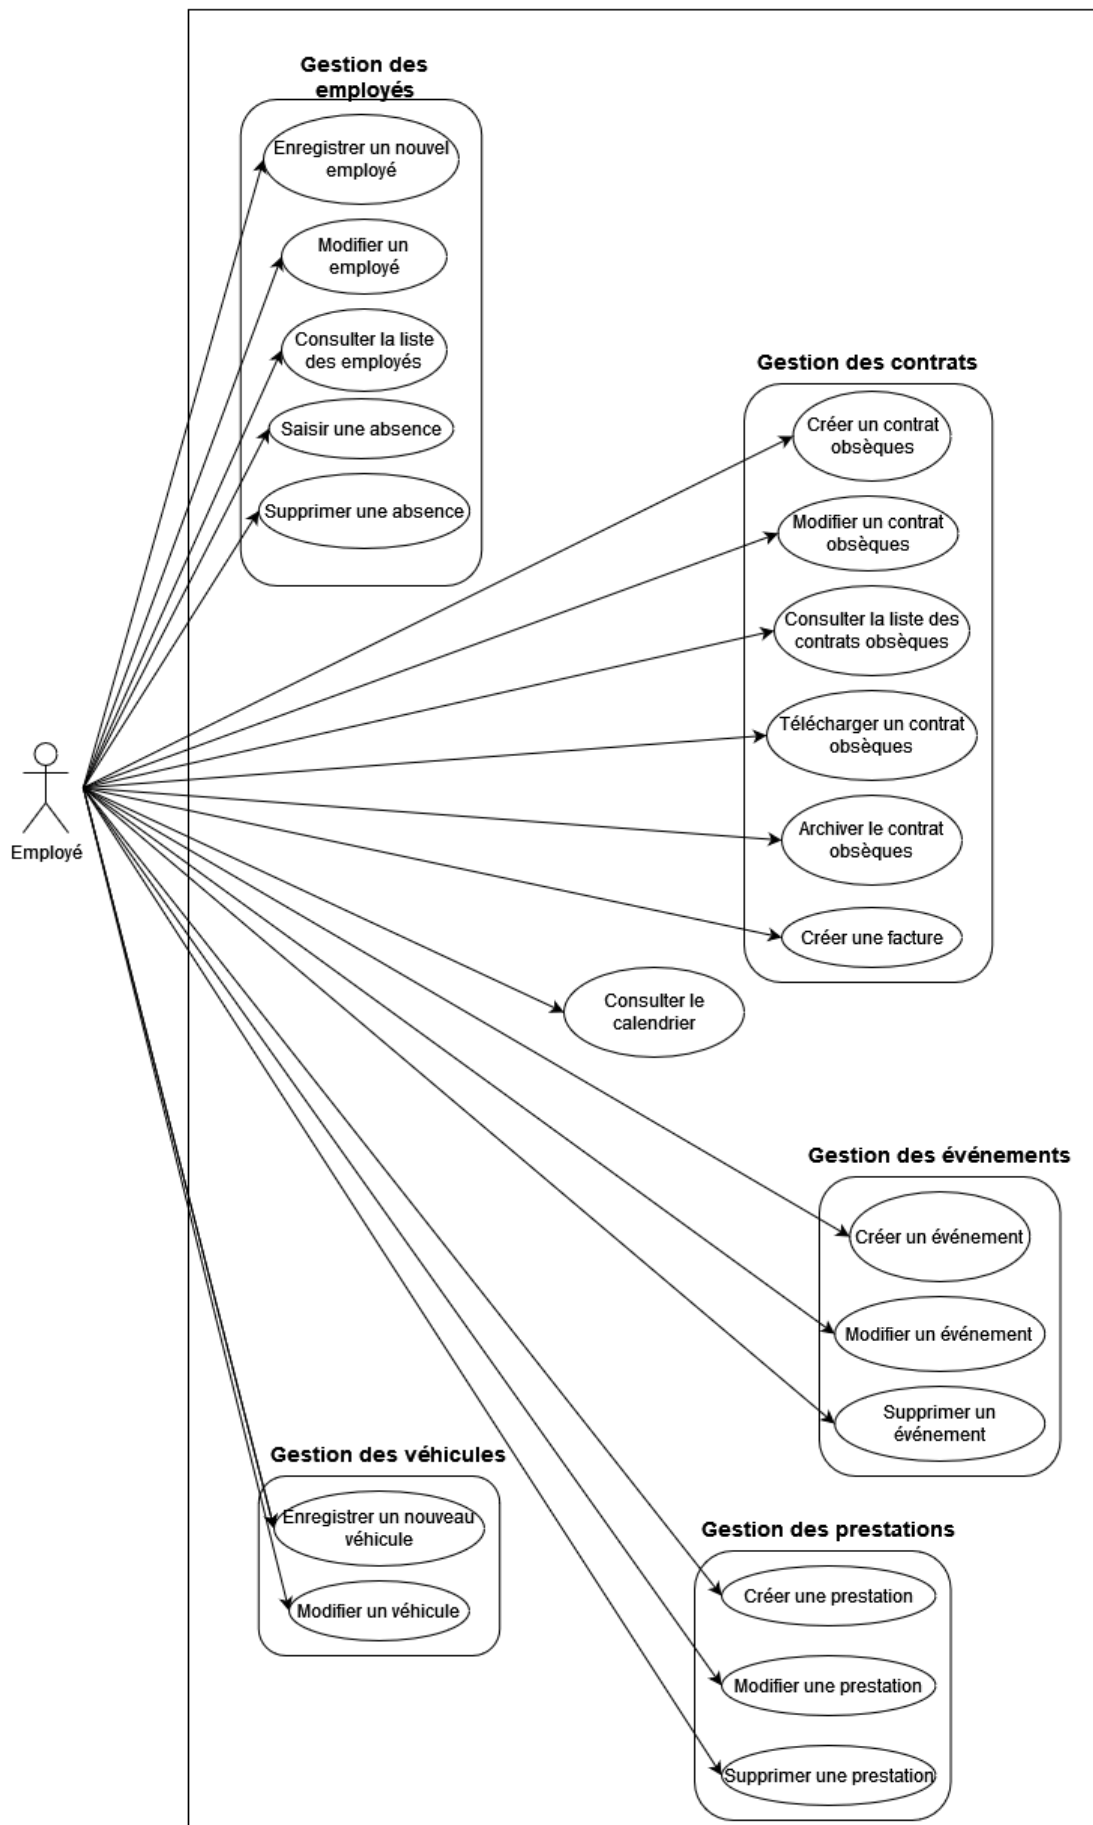 Gestion des
employés
Enregistrer un nouvel
employé
Modifier un
employé
Consulter la liste
des employés
Saisir une absence
Supprimer une absence
Gestion des contrats
Créer un contrat
obsèques
Modifier un contrat
obsèques
Consulter la liste des
contrats obsèques
Télécharger un contrat
obsèques
Archiver le contrat
obsèques
Créer une facture
Employé
Consulter le
calendrier
Gestion des événements
Créer un événement
Modifier un événement
Supprimer un
événement
Gestion des véhicules
Enregistrer un nouveau
véhicule
Modifier un véhicule
Gestion des prestations
Créer une prestation
Modifier une prestation
Supprimer une prestation